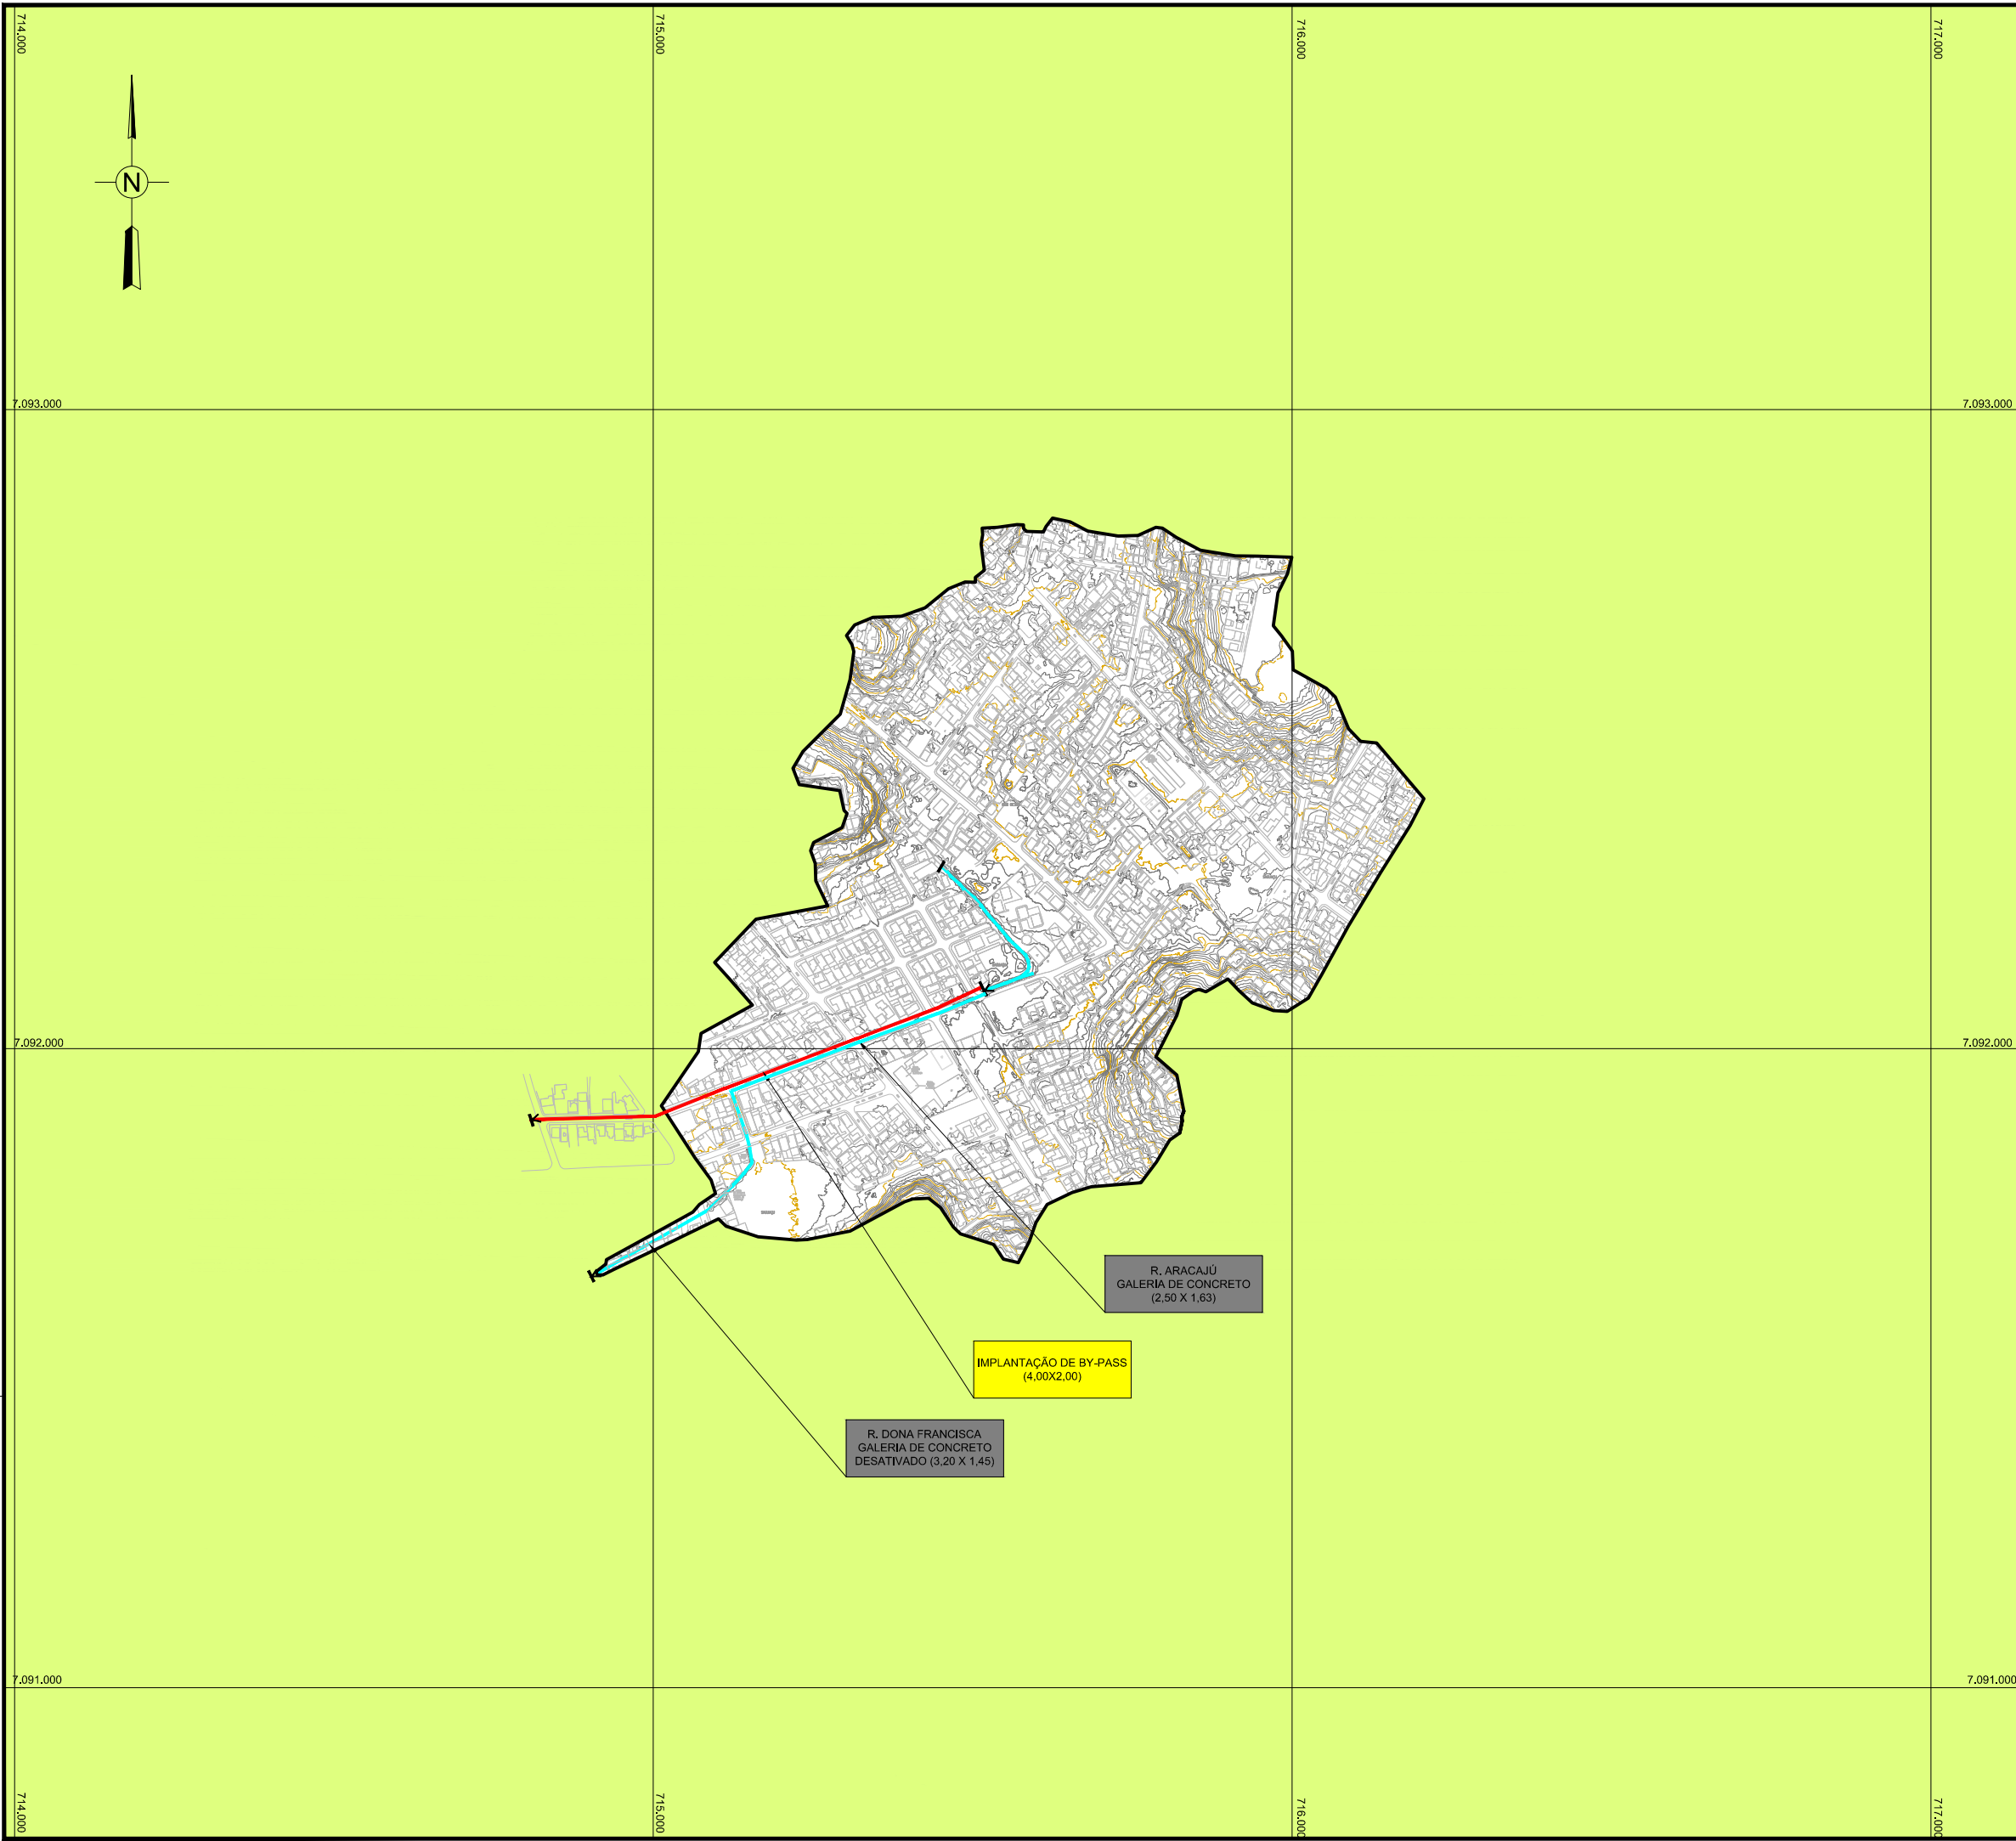 714.000
715.000
716.000
717.000
N
7.093.000
7.093.000
7.092.000
7.092.000
R. ARACAJÚ
GALERIA DE CONCRETO
(2,50 X 1,63)
IMPLANTAÇÃO DE BY-PASS
(4,00X2,00)
R. DONA FRANCISCA
GALERIA DE CONCRETO
DESATIVADO (3,20 X 1,45)
7.091.000
7.091.000
714.000
715.000
716.000
717.000